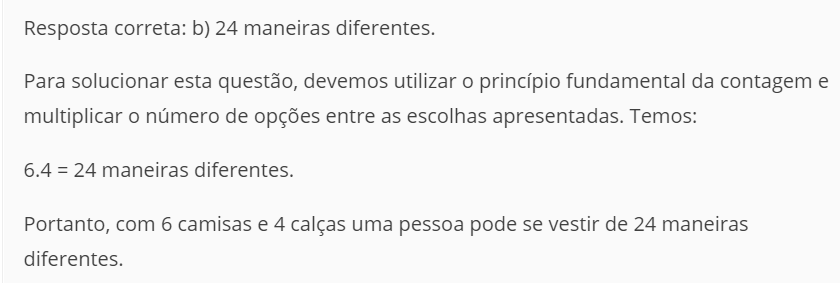 Resposta correta: b) 24 maneiras diferentes.
Para solucionar esta questão, devemos utilizar o princípio fundamental da contagem e
multiplicar o número de opções entre as escolhas apresentadas. Temos:
6.4 = 24 maneiras diferentes.
Portanto, com 6 camisas e 4 calças uma pessoa pode se vestir de 24 maneiras
diferentes.